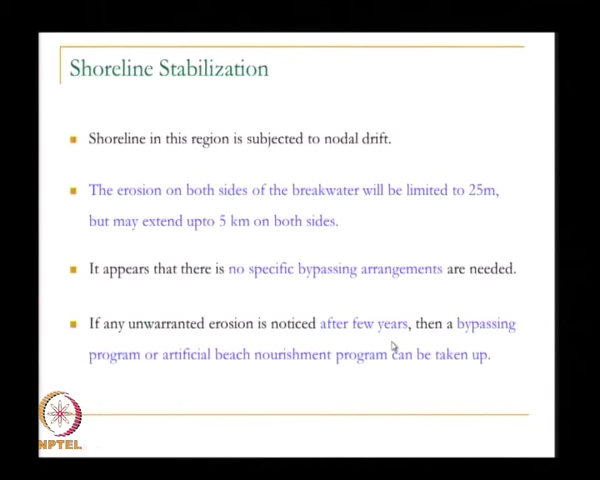 Shoreline Stabilization
Shoreline in this region is subjected to nodal drift.
The erosion on both sides of the breakwater will be limited to 25m,
but may extend upto 5 km on both sides.
It appears that there is no specific bypassing arrangements are needed.
If any unwarranted erosion is noticed after few years, then a bypassing
program or artificial beach nourishment program can be taken up.
NPTEL